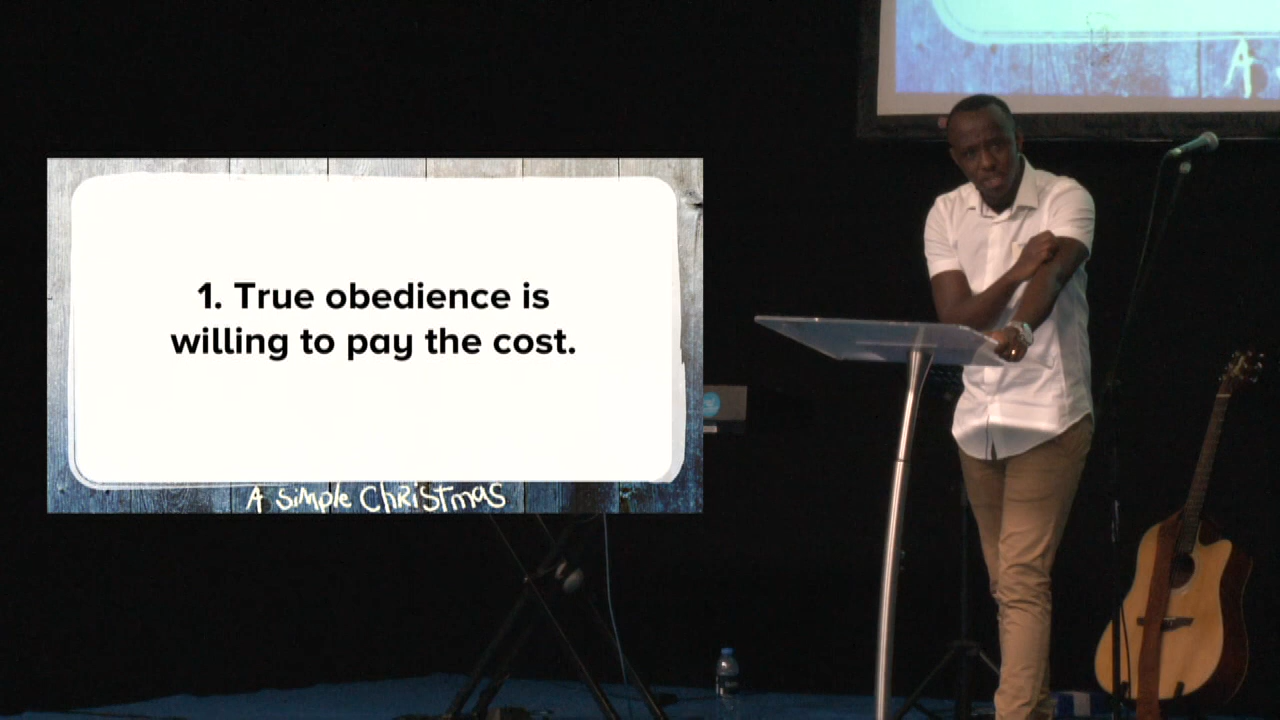 1. True obedience is
willing to pay the cost.
A Simple Christmas
A